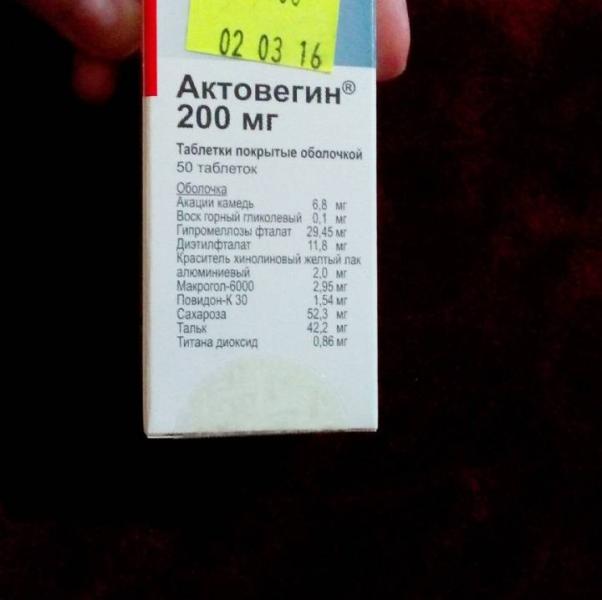 02 03 16
Актовегин®
200 мг
Таблетки покрытые оболочкой
50 таблеток
Оболочка
Акации камедь 6,8 мг
Воск горный гликолевый 0,1 мг
Гипромеллозы фталат 29,45 мг
Диэтилфталат 11,8 мг
Краситель хинолиновый желтый лак
алюминиевый 2,0 мг
Макрогол-6000 2,95 мг
Повидон-К 30 1,54 мг
Сахароза 52,3 мг
Тальк 42,2 мг
Титана диоксид 0,86 мг